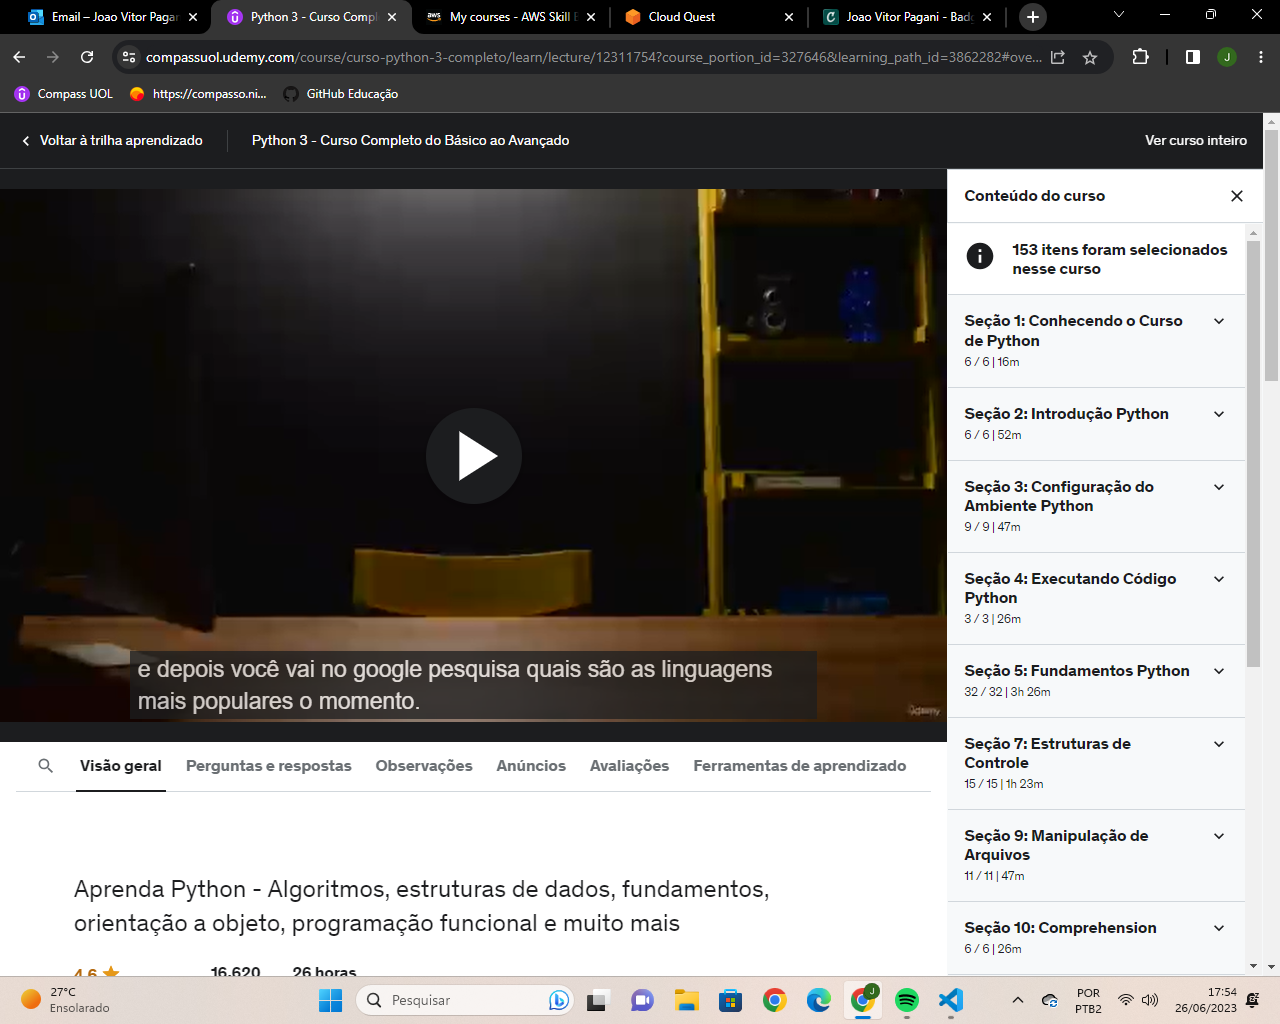 Email – Joao Vitor Pagar
Python 3 - Curso Compl
aws My courses - AWS Skill B
Cloud Quest
Joao Vitor Pagani - Badg
compassuol.udemy.com/course/curso-python-3-completo/learn/lecture/12311754?course_portion_id=327646&learning_path_id=3862282#ove...
J
Compass UOL
https://compasso.ni...
GitHub Educação
Voltar à trilha aprendizado
Python 3 - Curso Completo do Básico ao Avançado
Ver curso inteiro
e depois você vai no google pesquisa quais são as linguagens
mais populares o momento.
Udemy
Conteúdo do curso
153 itens foram selecionados
nesse curso
Seção 1: Conhecendo o Curso
de Python
6 / 6 | 16m
Seção 2: Introdução Python
6 / 6 | 52m
Seção 3: Configuração do
Ambiente Python
9 / 9 | 47m
Seção 4: Executando Código
Python
3 / 3 | 26m
Seção 5: Fundamentos Python
32 / 32 | 3h 26m
Seção 7: Estruturas de
Controle
15 / 15 | 1h 23m
Seção 9: Manipulação de
Arquivos
11 / 11 | 47m
Seção 10: Comprehension
6 / 6 | 26m
Visão geral
Perguntas e respostas
Observações
Anúncios
Avaliações
Ferramentas de aprendizado
Aprenda Python - Algoritmos, estruturas de dados, fundamentos,
orientação a objeto, programação funcional e muito mais
4,6
16.620
26 horas
27°C
Ensolarado
Pesquisar
J
POR
PTB2
17:54
26/06/2023